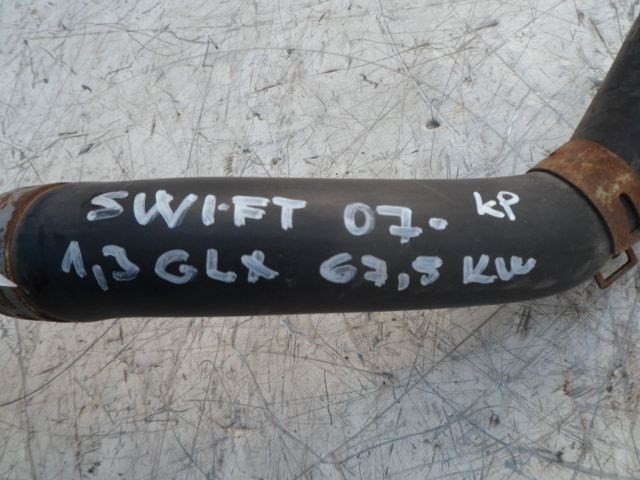 SWIFT 07. KP
1,3 GLX 67,5 KW